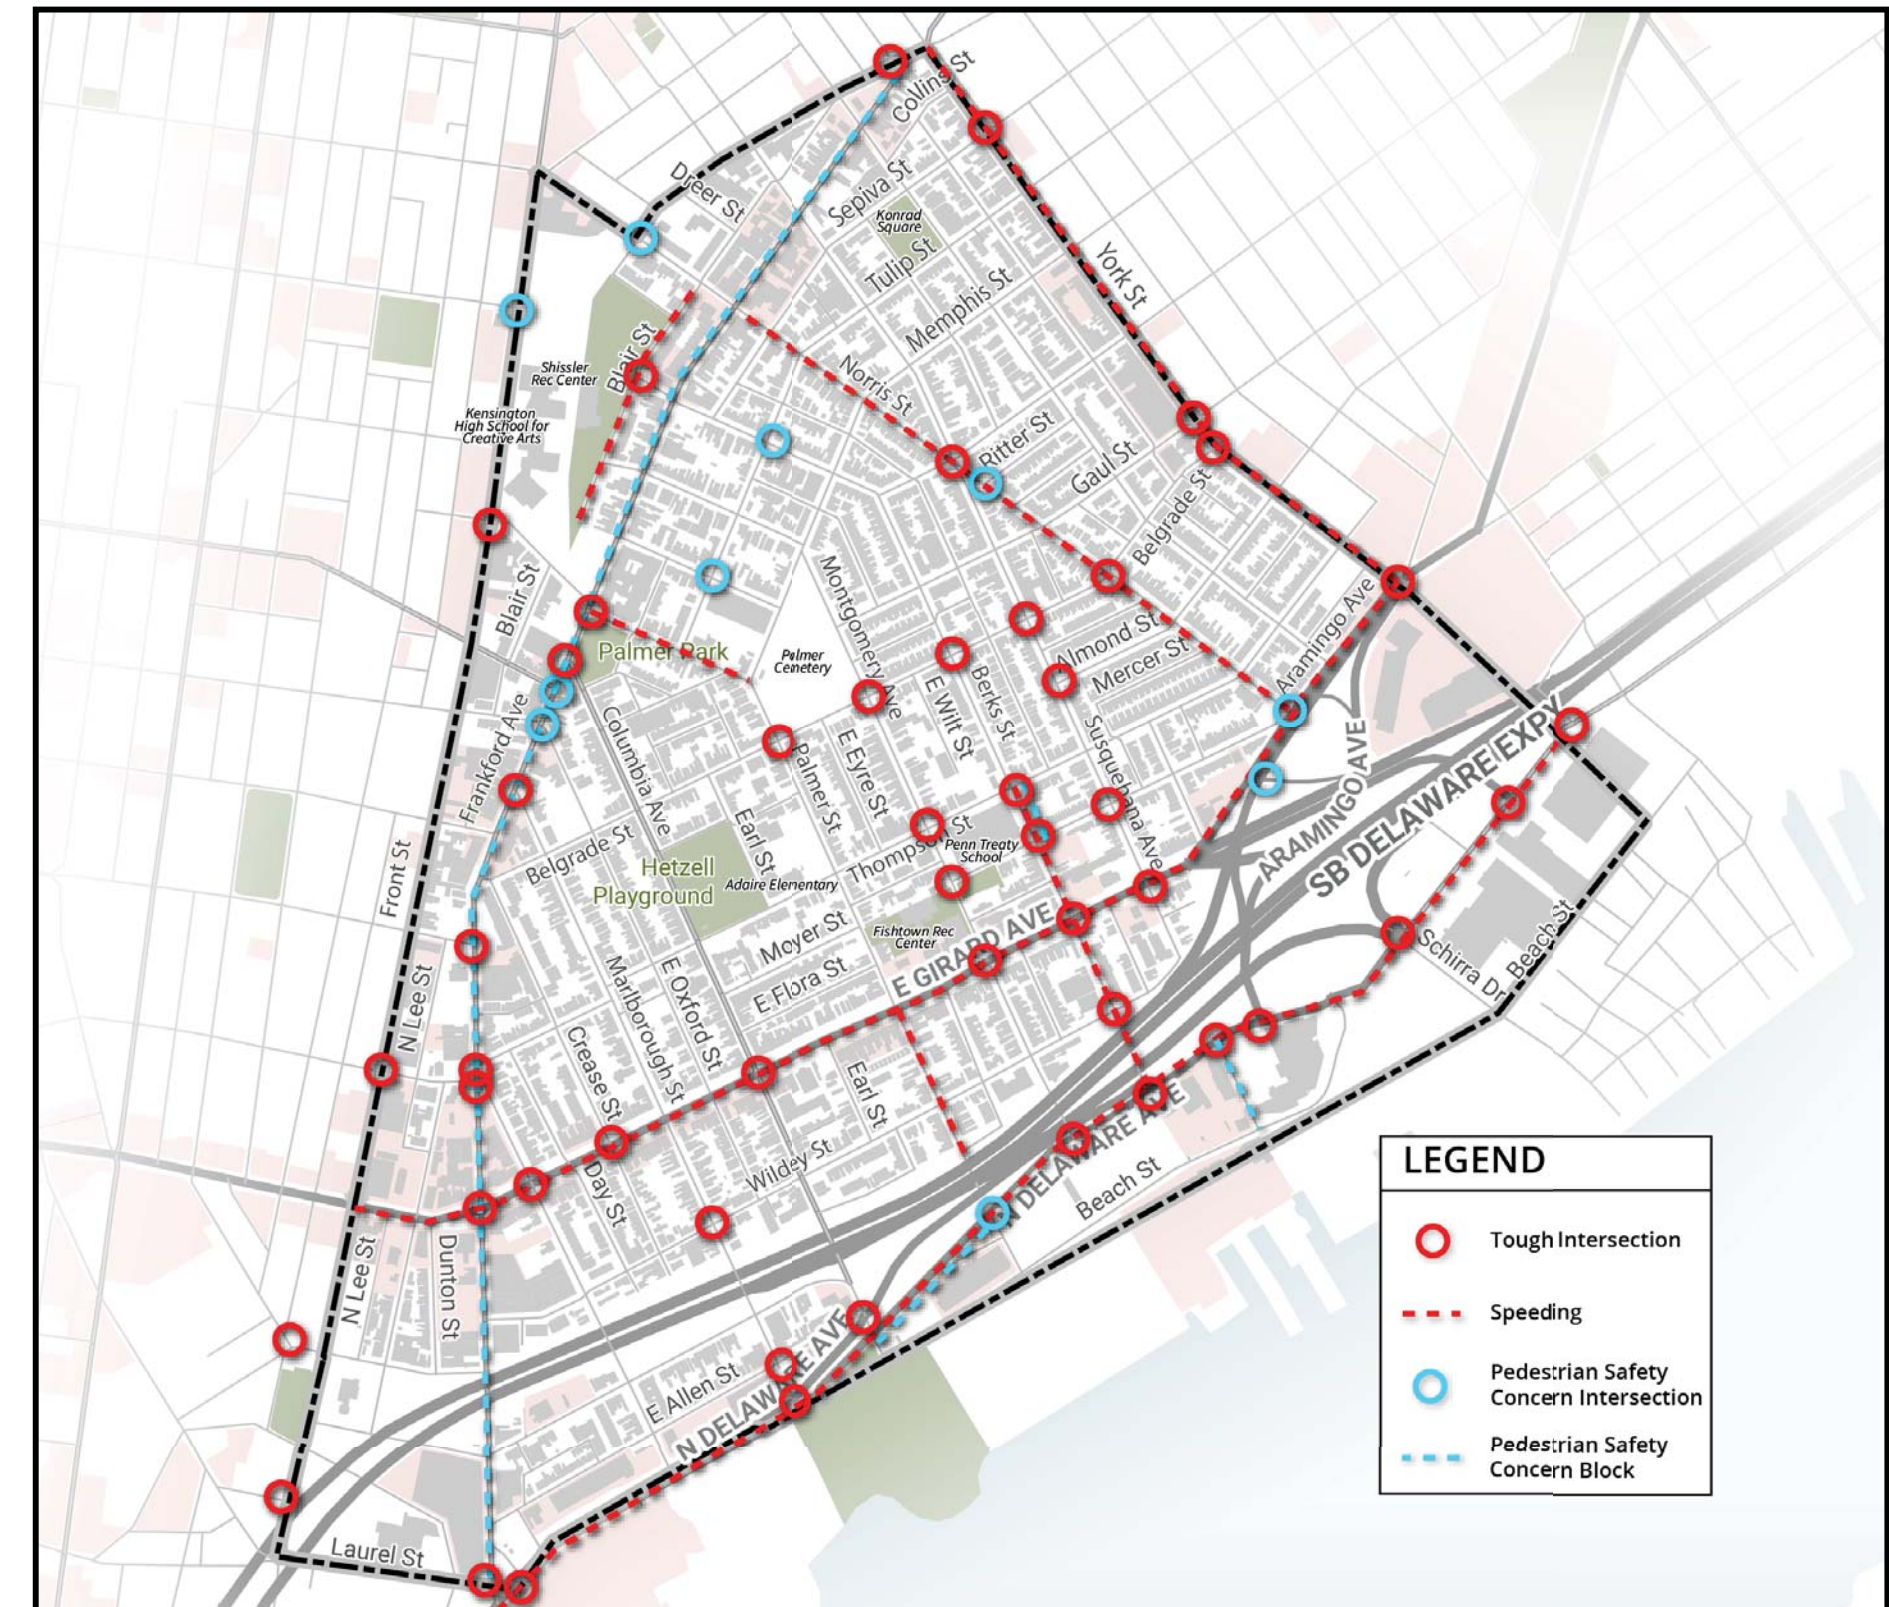 Collins St
Dreer St
Sepiva St
Konrad
Square
Tulip St
York St
Memphis St
Blair St
Shissler
Rec Center
Norris St
Kensington
High School for
Creative Arts
Ritter St
Gaul St
Belgrade St
Blair St
Montgomery Ave
Aramingo Ave
Almond St
Palmer Park
Palmer
Cemetery
Mercer St
Berks St
E Wilt St
Frankford Ave
Columbia Ave
Susquehana Ave
ARAMINGO AVE
SB DELAWARE EXPY
E Eyre St
Palmer St
Earl St
Belgrade St
Thompson St
Penn Treaty
School
Hetzell
Playground
Adaire Elementary
ARAMINGO AVE
Front St
Moyer St
Fishtown Rec
Center
E GIRARD AVE
Schirra Dr
Beach St
N Lee St
Marlborough St
E Oxford St
E Flora St
Crease St
Earl St
Wildey St
N DELAWARE AVE
Beach St
Day St
N Lee St
Dunton St
E Allen St
N DELAWARE AVE
Laurel St
LEGEND
Tough Intersection
Speeding
Pedestrian Safety
Concern Intersection
Pedestrian Safety
Concern Block